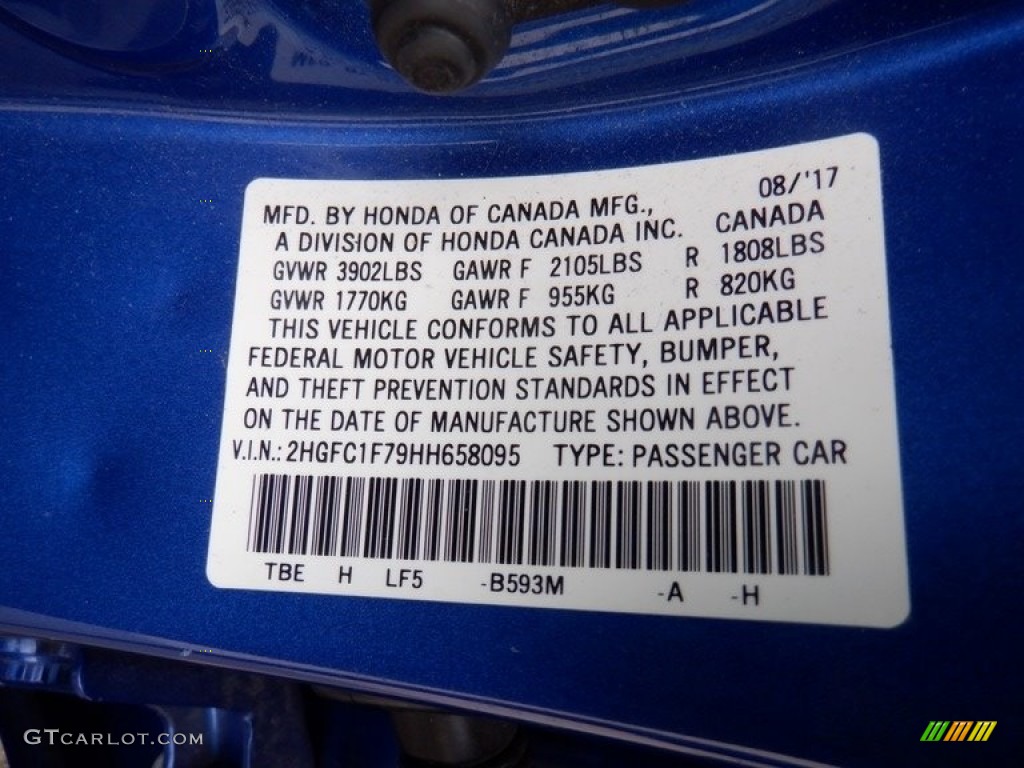 08/'17
MFD. BY HONDA OF CANADA MFG.,
A DIVISION OF HONDA CANADA INC. CANADA
GVWR 3902LBS GAWR F 2105LBS R 1808LBS
GVWR 1770KG GAWR F 955KG R 820KG
THIS VEHICLE CONFORMS TO ALL APPLICABLE
FEDERAL MOTOR VEHICLE SAFETY, BUMPER,
AND THEFT PREVENTION STANDARDS IN EFFECT
ON THE DATE OF MANUFACTURE SHOWN ABOVE.
V.I.N.: 2HGFC1F79HH658095 TYPE: PASSENGER CAR
TBE H LF5 -B593M -A -H
GTCARLOT.COM